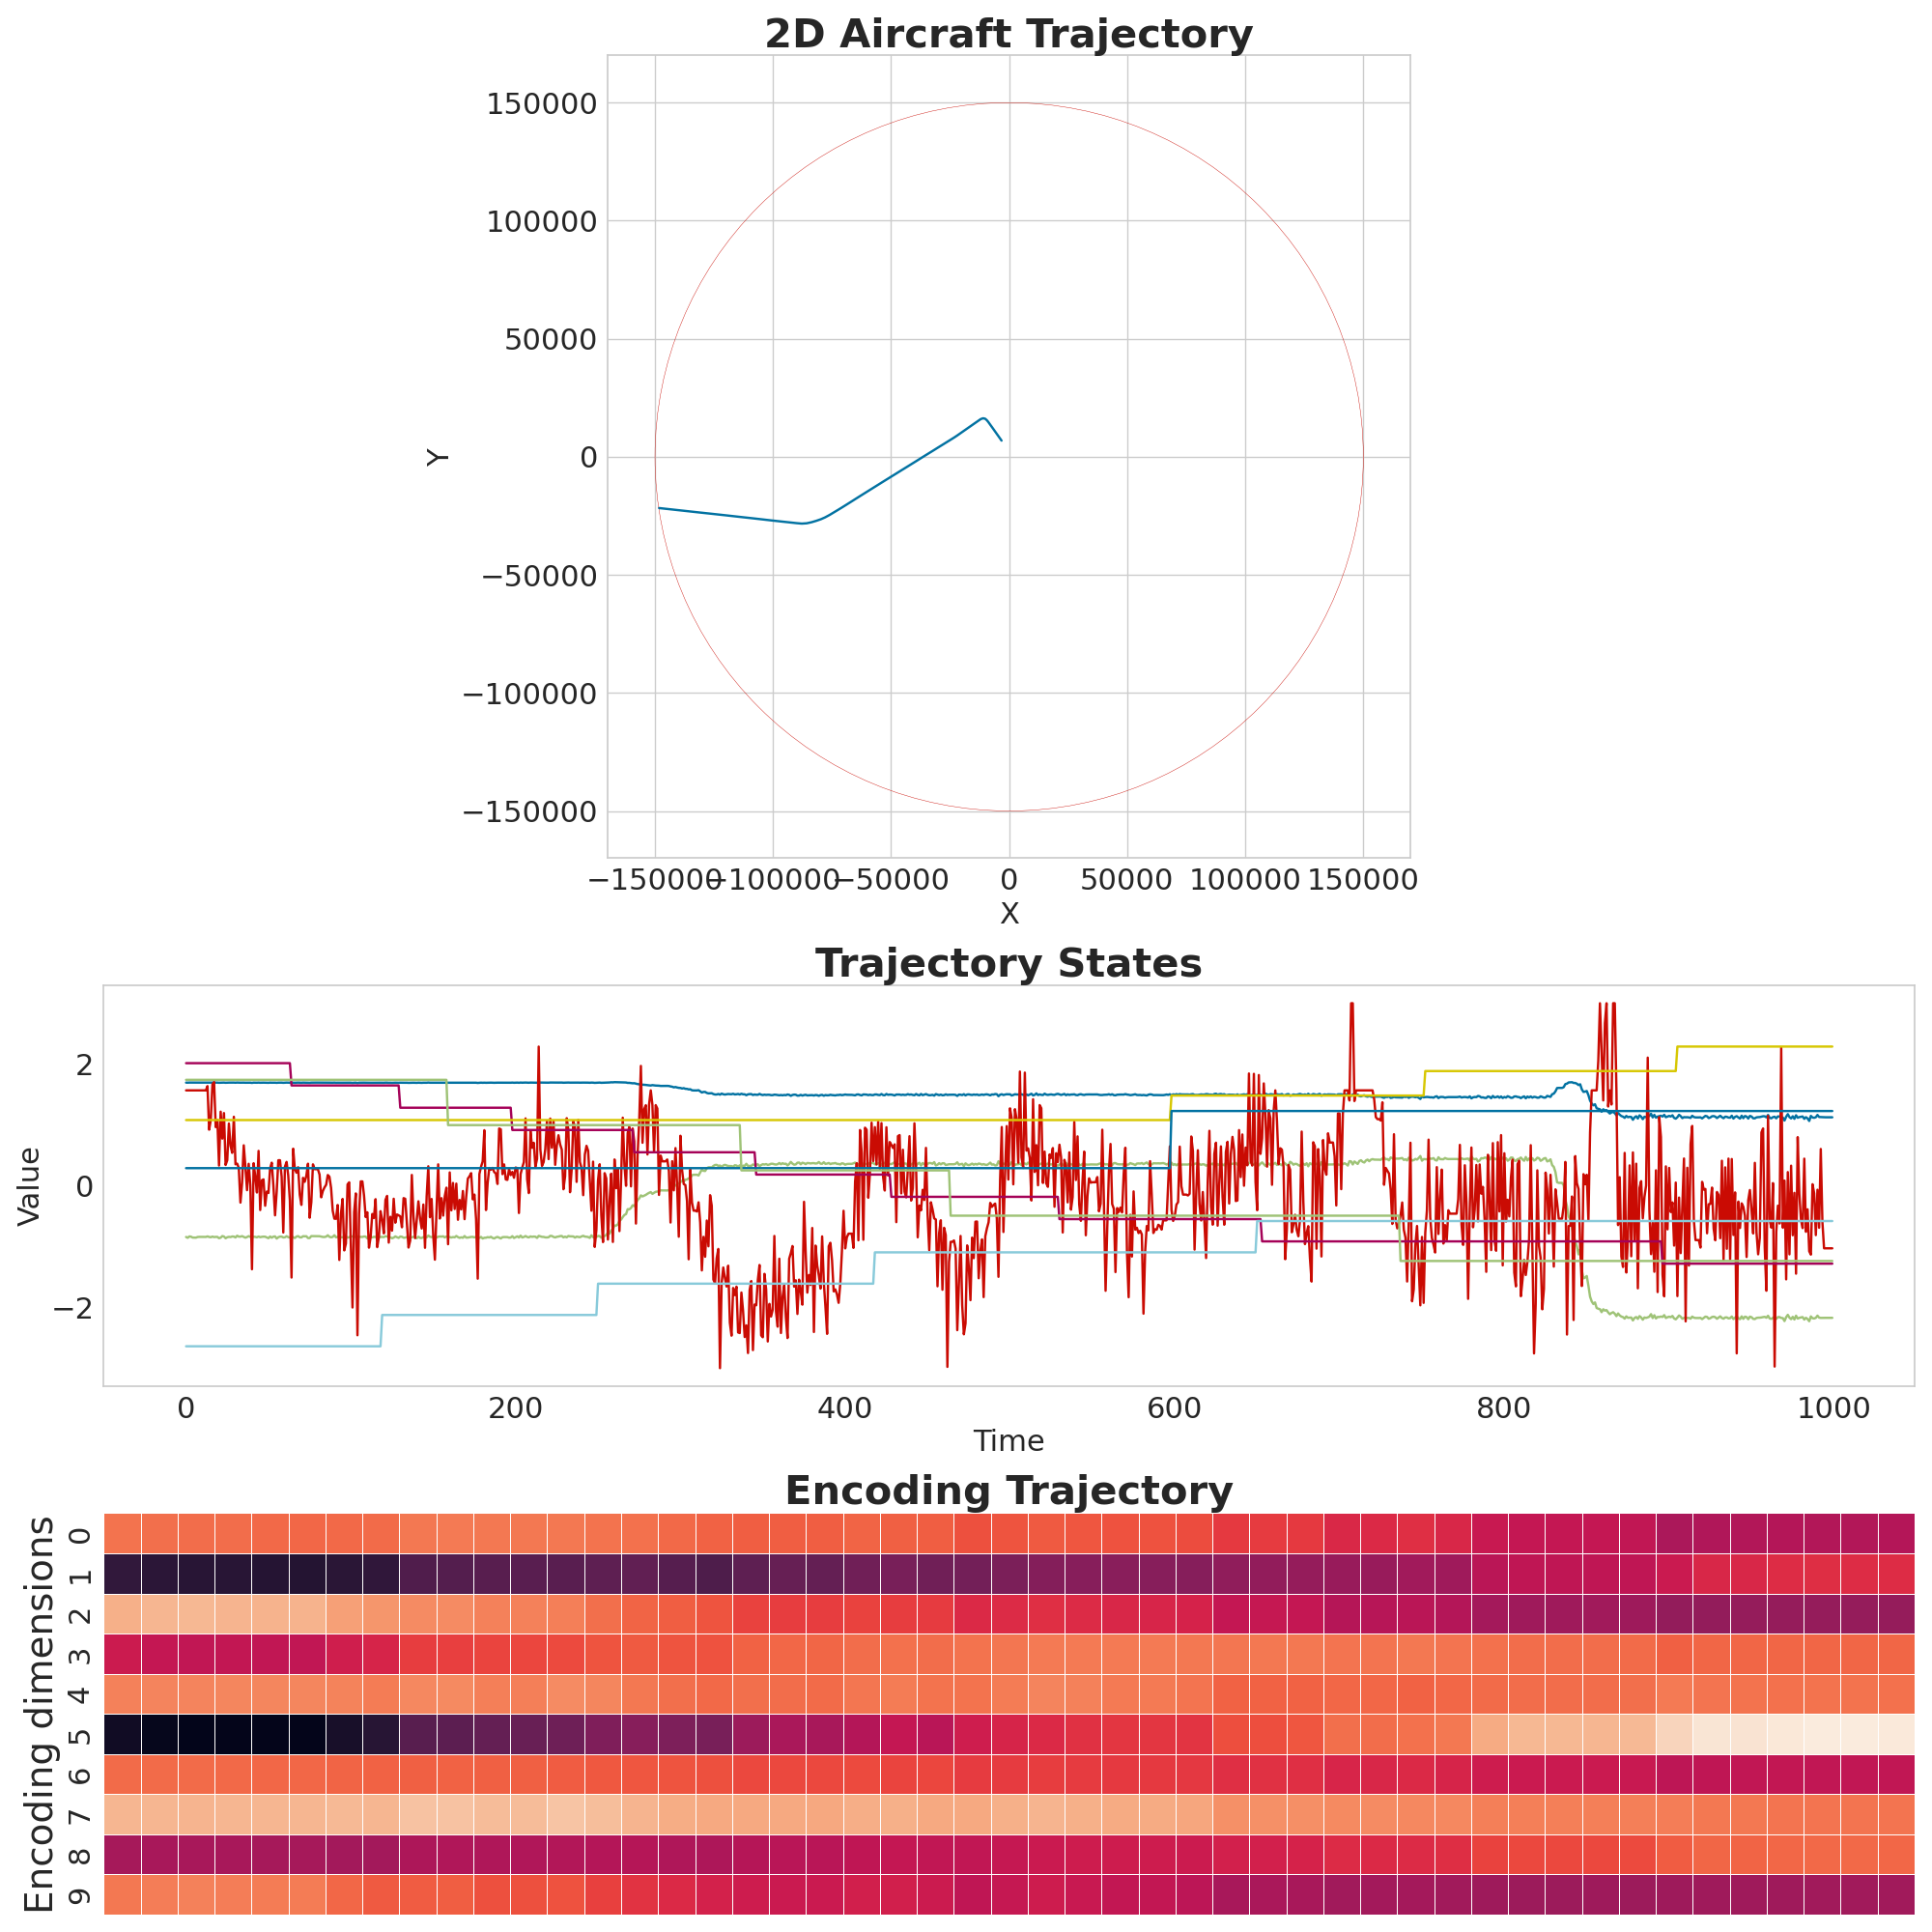 2D Aircraft Trajectory
150000
100000
50000
0
−50000
−100000
−150000
Y
−150000 −100000 −50000 0 50000 100000 150000
X
Trajectory States
2
0
−2
Value
0 200 400 600 800 1000
Time
Encoding Trajectory
Encoding dimensions
0
1
2
3
4
5
6
7
8
9